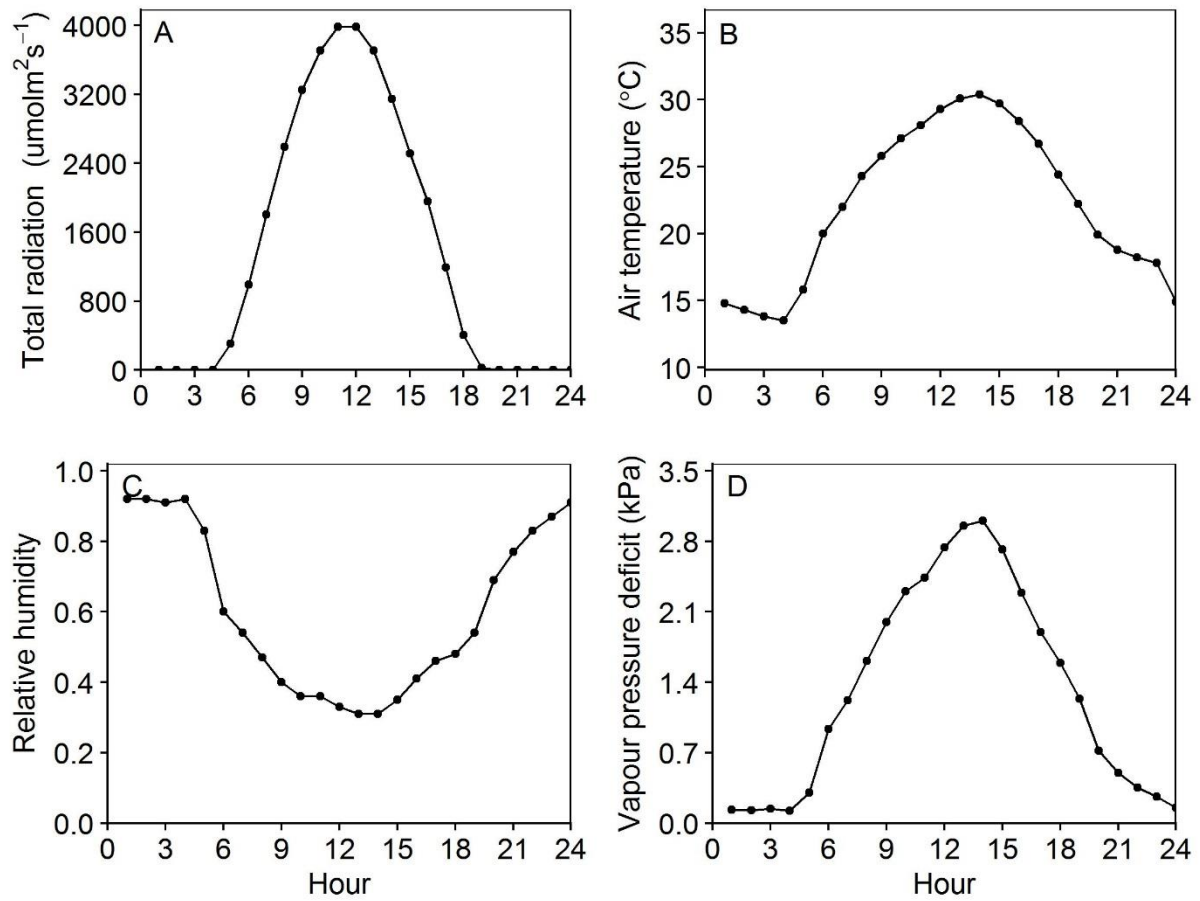 A
Total radiation (umolm²s⁻¹)
4000
3200
2400
1600
800
0
0 3 6 9 12 15 18 21 24
B
Air temperature (°C)
35
30
25
20
15
10
0 3 6 9 12 15 18 21 24
C
Relative humidity
1.0
0.8
0.6
0.4
0.2
0.0
0 3 6 9 12 15 18 21 24
Hour
D
Vapour pressure deficit (kPa)
3.5
2.8
2.1
1.4
0.7
0.0
0 3 6 9 12 15 18 21 24
Hour